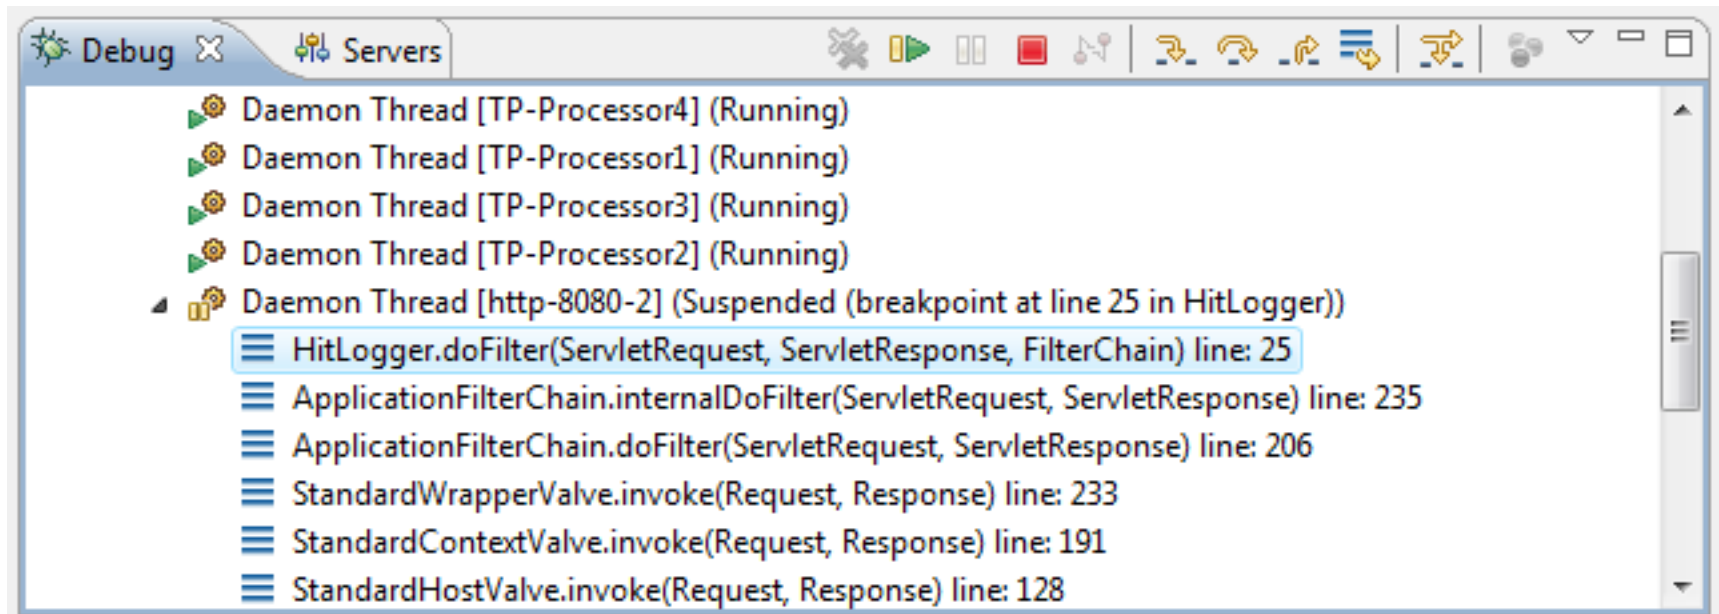 Debug Servers
Daemon Thread [TP-Processor4] (Running)
Daemon Thread [TP-Processor1] (Running)
Daemon Thread [TP-Processor3] (Running)
Daemon Thread [TP-Processor2] (Running)
Daemon Thread [http-8080-2] (Suspended (breakpoint at line 25 in HitLogger))
HitLogger.doFilter(ServletRequest, ServletResponse, FilterChain) line: 25
ApplicationFilterChain.internalDoFilter(ServletRequest, ServletResponse) line: 235
ApplicationFilterChain.doFilter(ServletRequest, ServletResponse) line: 206
StandardWrapperValve.invoke(Request, Response) line: 233
StandardContextValve.invoke(Request, Response) line: 191
StandardHostValve.invoke(Request, Response) line: 128